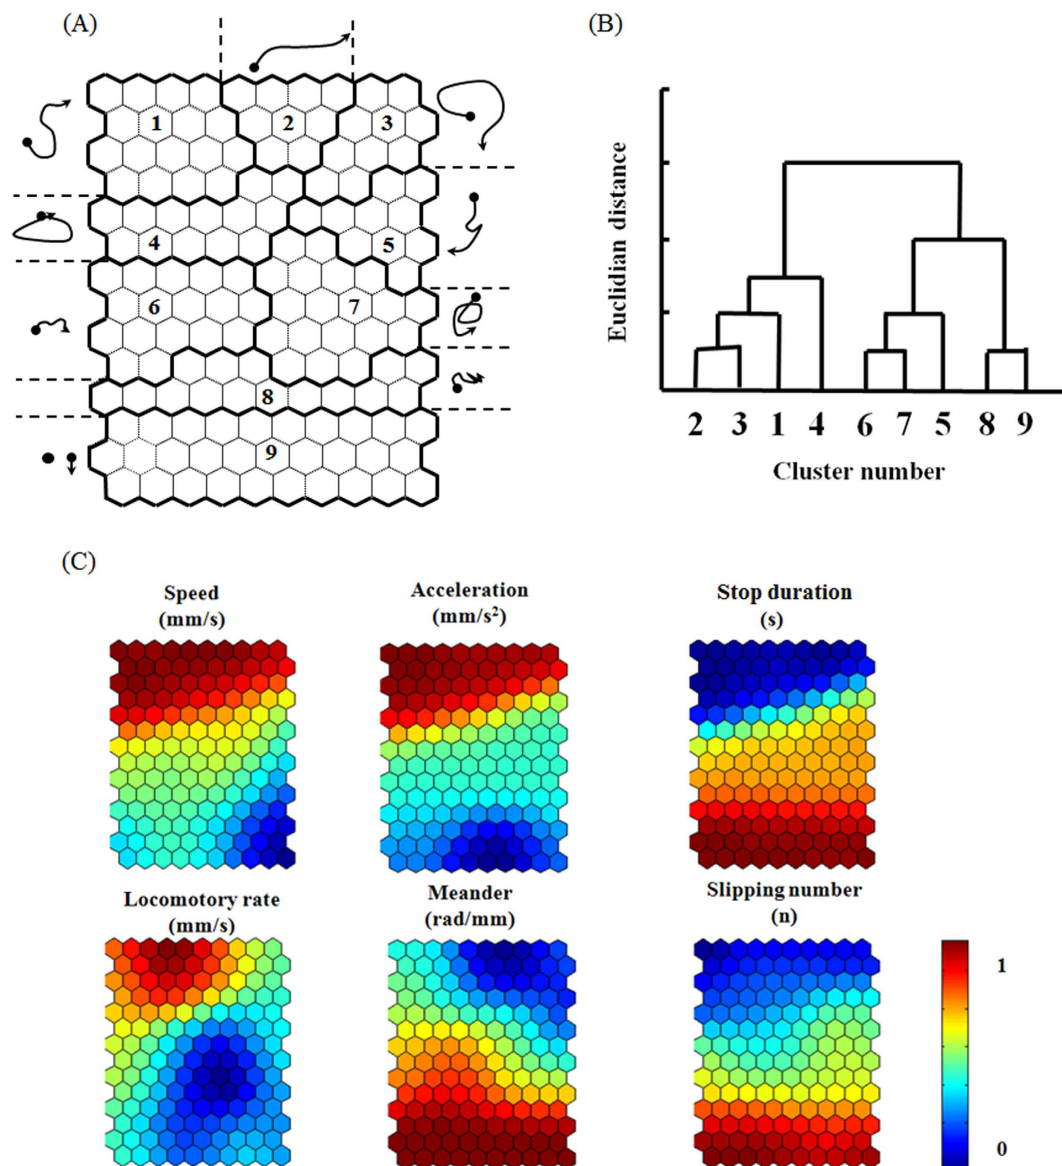 (A)
(B)
1
2
3
4
5
6
7
8
9
Euclidian distance
2 3 1 4 6 7 5 8 9
Cluster number
(C)
Speed
(mm/s)
Acceleration
(mm/s²)
Stop duration
(s)
Locomotory rate
(mm/s)
Meander
(rad/mm)
Slipping number
(n)
1
0